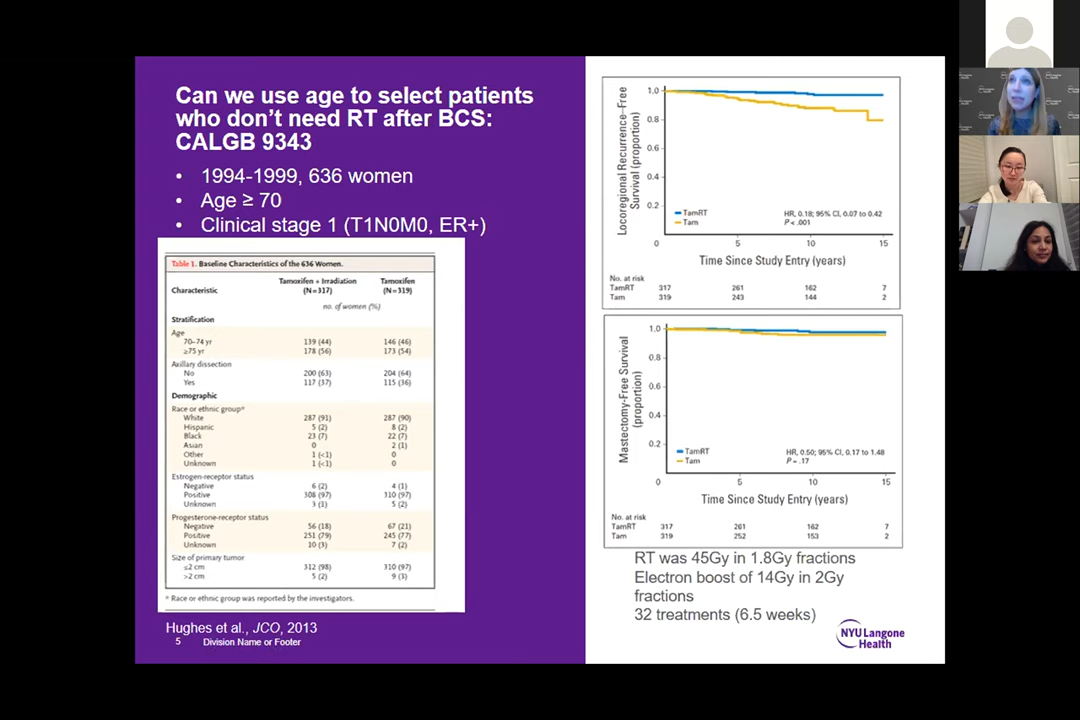 Can we use age to select patients
who don't need RT after BCS:
CALGB 9343
• 1994-1999, 636 women
• Age ≥ 70
• Clinical stage 1 (T1N0M0, ER+)
Table 1. Baseline Characteristics of the 636 Women.
Characteristic Tamoxifen + Irradiation (N=317) Tamoxifen (N=319)
no. of women (%)
Stratification
Age
70–74 yr 139 (44) 146 (46)
≥75 yr 178 (56) 173 (54)
Axillary dissection
No 200 (63) 204 (64)
Yes 117 (37) 115 (36)
Demographic
Race or ethnic group*
White 287 (91) 287 (90)
Hispanic 5 (2) 8 (2)
Black 23 (7) 22 (7)
Asian 0 2 (1)
Other 1 (<1) 0
Unknown 1 (<1) 0
Estrogen-receptor status
Negative 6 (2) 4 (1)
Positive 308 (97) 310 (97)
Unknown 3 (1) 5 (2)
Progesterone-receptor status
Negative 56 (18) 67 (21)
Positive 251 (79) 245 (77)
Unknown 10 (3) 7 (2)
Size of primary tumor
≤2 cm 312 (98) 310 (97)
>2 cm 5 (2) 9 (3)
* Race or ethnic group was reported by the investigators.
Hughes et al., JCO, 2013
5 Division Name or Footer
Locoregional Recurrence–Free
Survival (proportion)
1.0
0.8
0.6
0.4
0.2
TamRT
Tam
HR, 0.18; 95% CI, 0.07 to 0.42
P < .001
0 5 10 15
Time Since Study Entry (years)
No. at risk
TamRT 317 261 162 7
Tam 319 243 144 2
Mastectomy-Free Survival
(proportion)
1.0
0.8
0.6
0.4
0.2
TamRT
Tam
HR, 0.50; 95% CI, 0.17 to 1.48
P = .17
0 5 10 15
Time Since Study Entry (years)
No. at risk
TamRT 317 261 162 7
Tam 319 252 153 2
RT was 45Gy in 1.8Gy fractions
Electron boost of 14Gy in 2Gy
fractions
32 treatments (6.5 weeks)
NYU Langone
Health